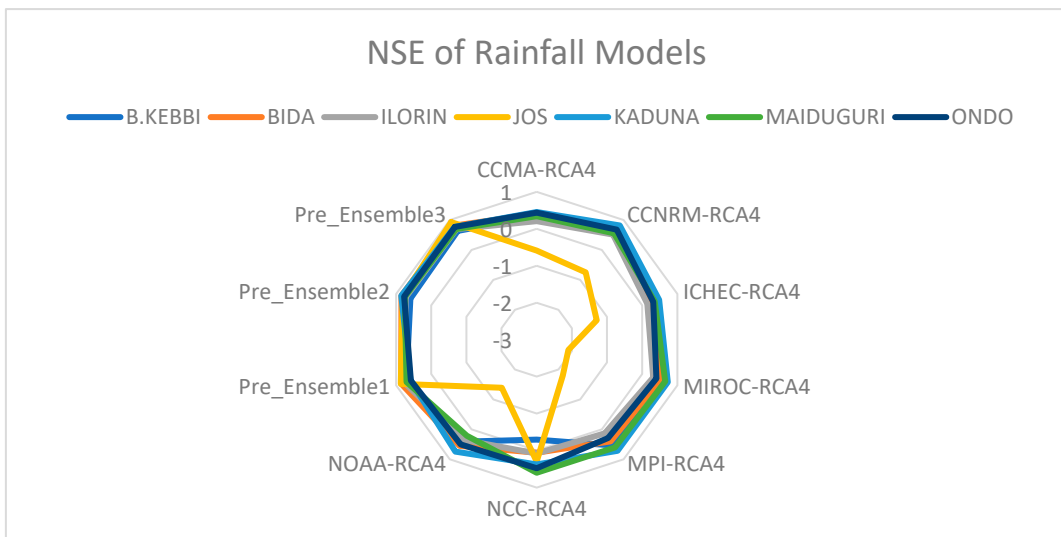 NSE of Rainfall Models
B.KEBBI BIDA ILORIN JOS KADUNA MAIDUGURI ONDO
CCMA-RCA4
1
Pre_Ensemble3 CCNRM-RCA4
0
-1
Pre_Ensemble2 ICHEC-RCA4
-2
-3
Pre_Ensemble1 MIROC-RCA4
NOAA-RCA4 MPI-RCA4
NCC-RCA4